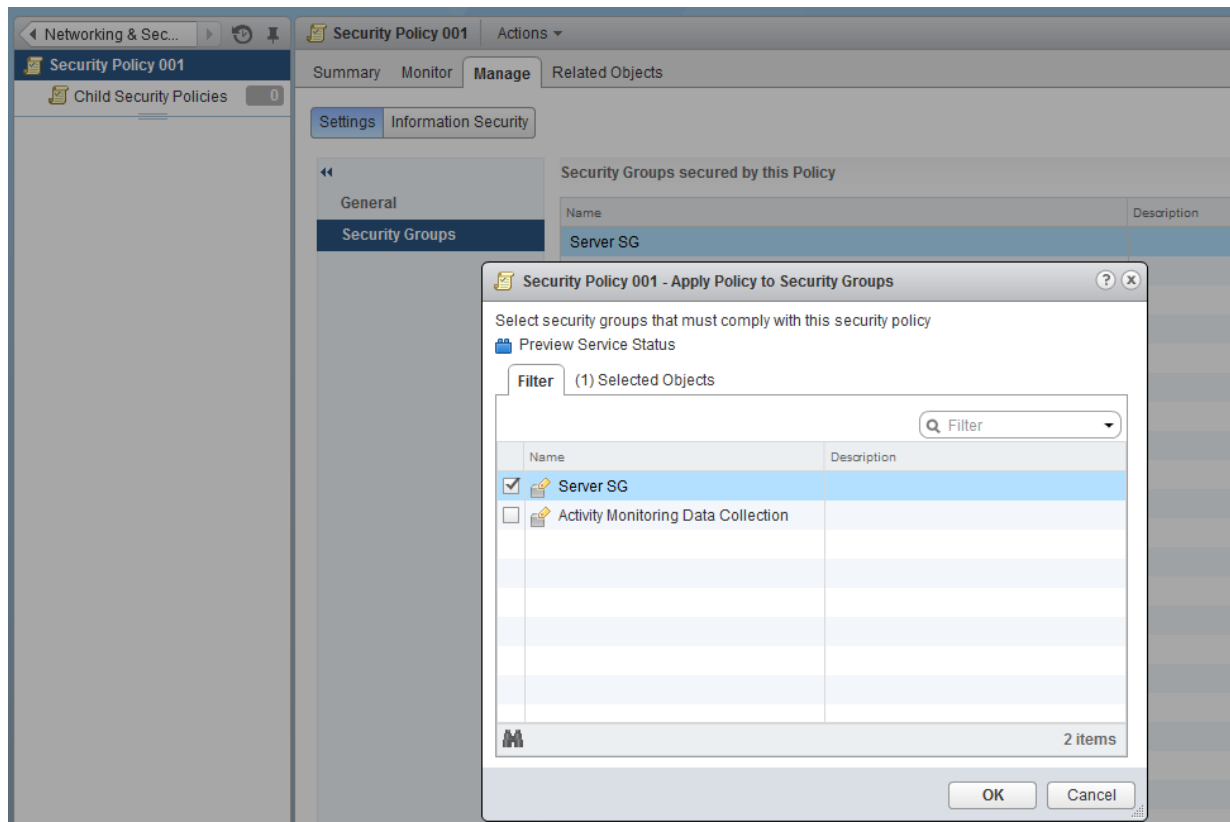 Networking & Sec...
Security Policy 001
Child Security Policies 0
Security Policy 001 Actions
Summary Monitor Manage Related Objects
Settings Information Security
General
Security Groups
Security Groups secured by this Policy
Name Description
Server SG
Security Policy 001 - Apply Policy to Security Groups ? x
Select security groups that must comply with this security policy
Preview Service Status
Filter (1) Selected Objects
Filter
Name Description
Server SG
Activity Monitoring Data Collection
2 items
OK Cancel